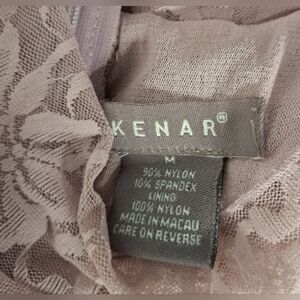 KENAR®
M
90% NYLON
10% SPANDEX
LINING
100% NYLON
MADE IN MACAU
CARE ON REVERSE